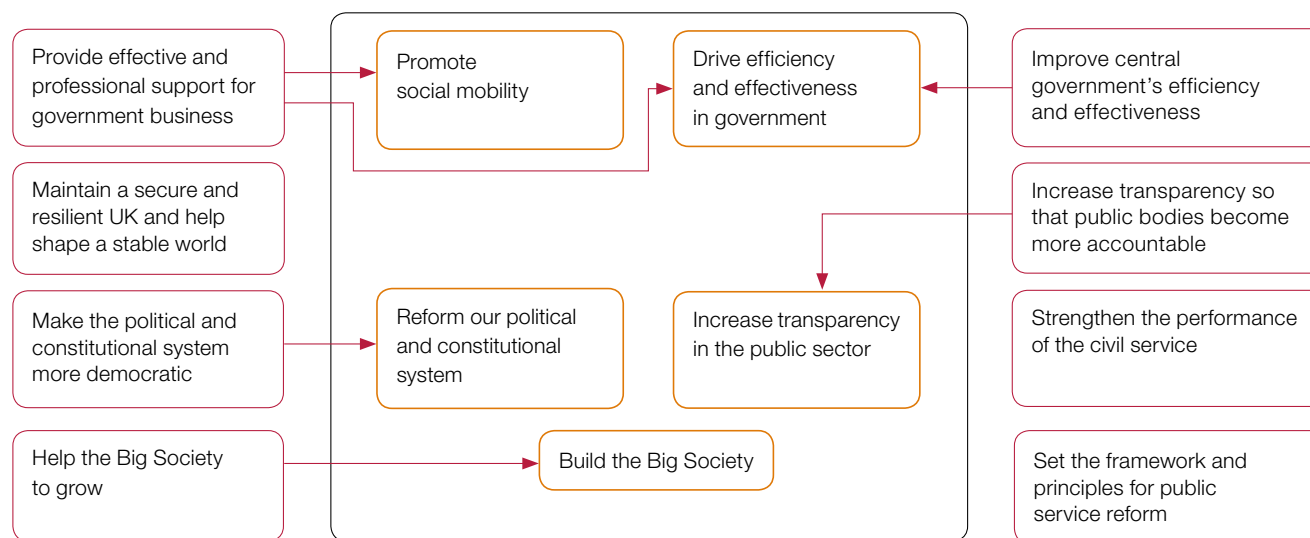 Provide effective and
professional support for
government business
Promote
social mobility
Drive efficiency
and effectiveness
in government
Improve central
government’s efficiency
and effectiveness
Maintain a secure and
resilient UK and help
shape a stable world
Increase transparency so
that public bodies become
more accountable
Make the political and
constitutional system
more democratic
Reform our political
and constitutional
system
Increase transparency
in the public sector
Strengthen the performance
of the civil service
Help the Big Society
to grow
Build the Big Society
Set the framework and
principles for public
service reform